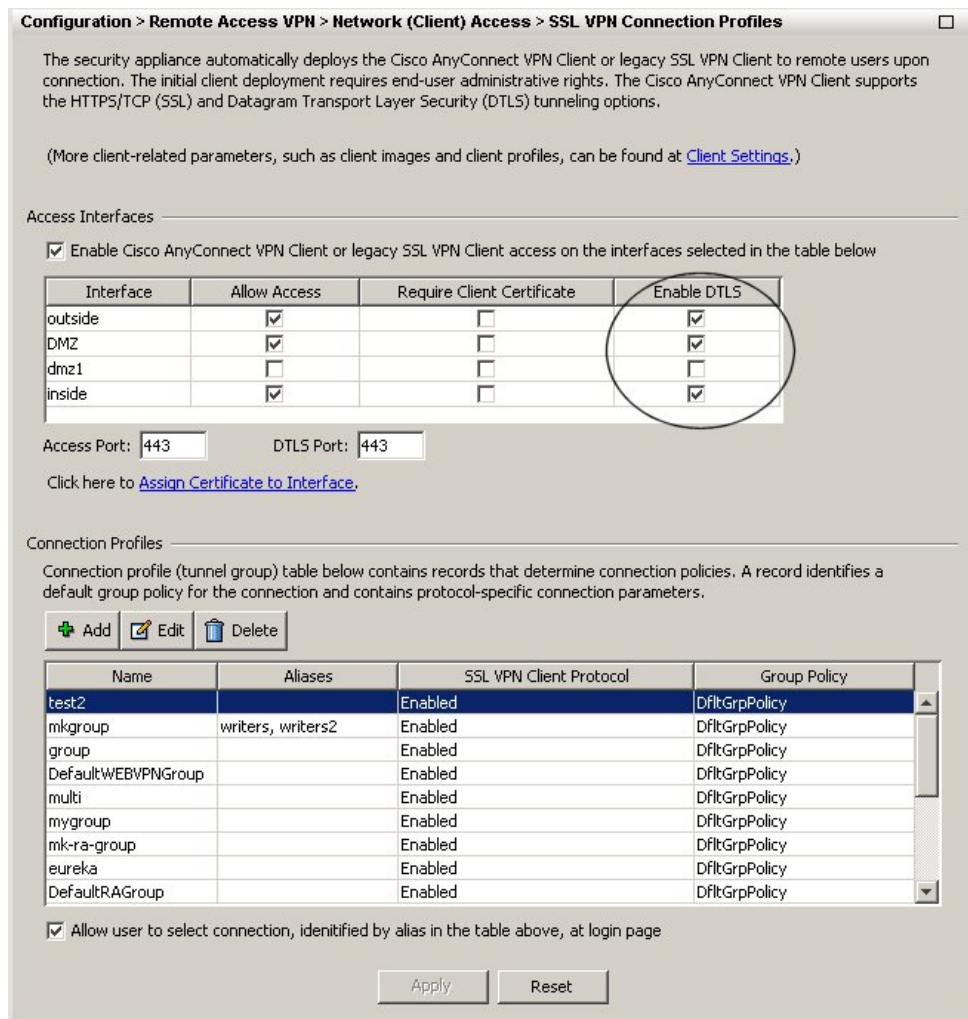 Configuration > Remote Access VPN > Network (Client) Access > SSL VPN Connection Profiles
The security appliance automatically deploys the Cisco AnyConnect VPN Client or legacy SSL VPN Client to remote users upon
connection. The initial client deployment requires end-user administrative rights. The Cisco AnyConnect VPN Client supports
the HTTPS/TCP (SSL) and Datagram Transport Layer Security (DTLS) tunneling options.
(More client-related parameters, such as client images and client profiles, can be found at Client Settings.)
Access Interfaces
Enable Cisco AnyConnect VPN Client or legacy SSL VPN Client access on the interfaces selected in the table below
Interface Allow Access Require Client Certificate Enable DTLS
outside
DMZ
dmz1
inside
Access Port: 443 DTLS Port: 443
Click here to Assign Certificate to Interface.
Connection Profiles
Connection profile (tunnel group) table below contains records that determine connection policies. A record identifies a
default group policy for the connection and contains protocol-specific connection parameters.
Add Edit Delete
Name Aliases SSL VPN Client Protocol Group Policy
test2 Enabled DfltGrpPolicy
mkgroup writers, writers2 Enabled DfltGrpPolicy
group Enabled DfltGrpPolicy
DefaultWEBVPNGroup Enabled DfltGrpPolicy
multi Enabled DfltGrpPolicy
mygroup Enabled DfltGrpPolicy
mk-ra-group Enabled DfltGrpPolicy
eureka Enabled DfltGrpPolicy
DefaultRAGroup Enabled DfltGrpPolicy
Allow user to select connection, idenitified by alias in the table above, at login page
Apply Reset